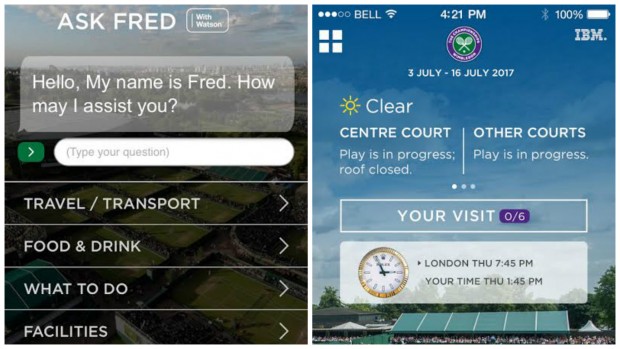 ASK FRED
With
Watson
Hello, My name is Fred. How
may I assist you?
(Type your question)
TRAVEL / TRANSPORT
FOOD & DRINK
WHAT TO DO
FACILITIES
BELL
4:21 PM
100%
THE CHAMPIONSHIPS
WIMBLEDON
IBM.
3 JULY - 16 JULY 2017
Clear
CENTRE COURT
Play is in progress;
roof closed.
OTHER COURTS
Play is in progress.
YOUR VISIT 0/6
LONDON THU 7:45 PM
YOUR TIME THU 1:45 PM